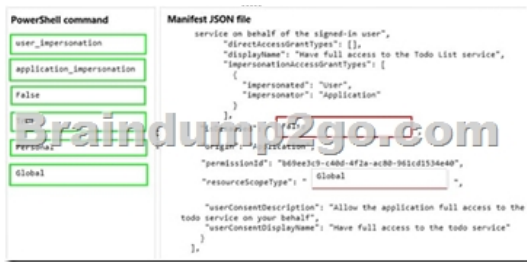 PowerShell command
user_impersonation
application_impersonation
False
Personal
Global
Manifest JSON file
service on behalf of the signed-in user",
"directAccessGrantTypes": [],
"displayName": "Have full access to the Todo List service",
"impersonationAccessGrantTypes": [
{
"impersonated": "User",
"impersonator": "Application"
}
],
Braindump2go.com
"origin": "Application",
"permissionId": "b69ee3c9-c40d-4f2a-ac80-961cd1534e40",
"resourceScopeType": " Global ",
"userConsentDescription": "Allow the application full access to the
todo service on your behalf",
"userConsentDisplayName": "Have full access to the todo service"
}
],